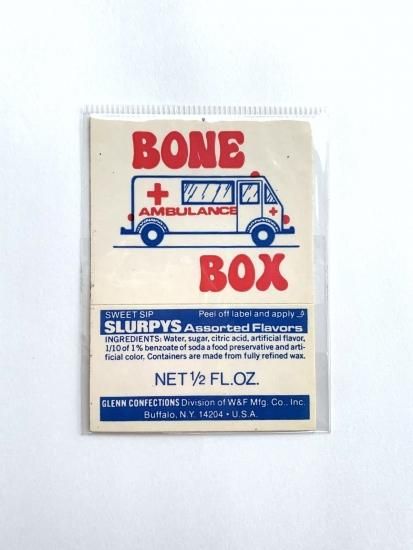 BONE
AMBULANCE
BOX
SWEET SIP Peel off label and apply
SLURPYS Assorted Flavors
INGREDIENTS: Water, sugar, citric acid, artificial flavor,
1/10 of 1% benzoate of soda a food preservative and arti-
ficial color. Containers are made from fully refined wax.
NET ½ FL.OZ.
GLENN CONFECTIONS Division of W&F Mfg. Co., Inc.
Buffalo, N.Y. 14204 • U.S.A.